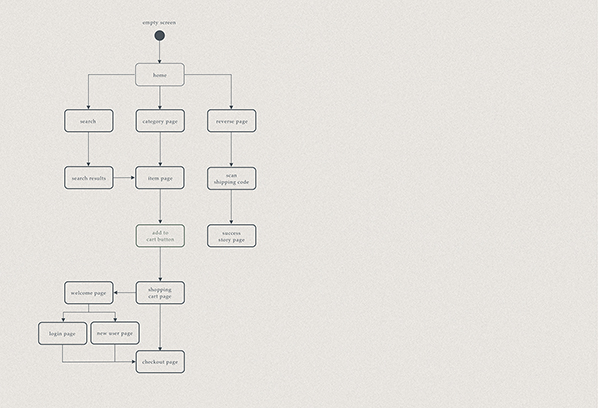 empty screen
home
search
category page
reverse page
search results
item page
scan
shipping code
add to
cart button
success
story page
welcome page
shopping
cart page
login page
new user page
checkout page